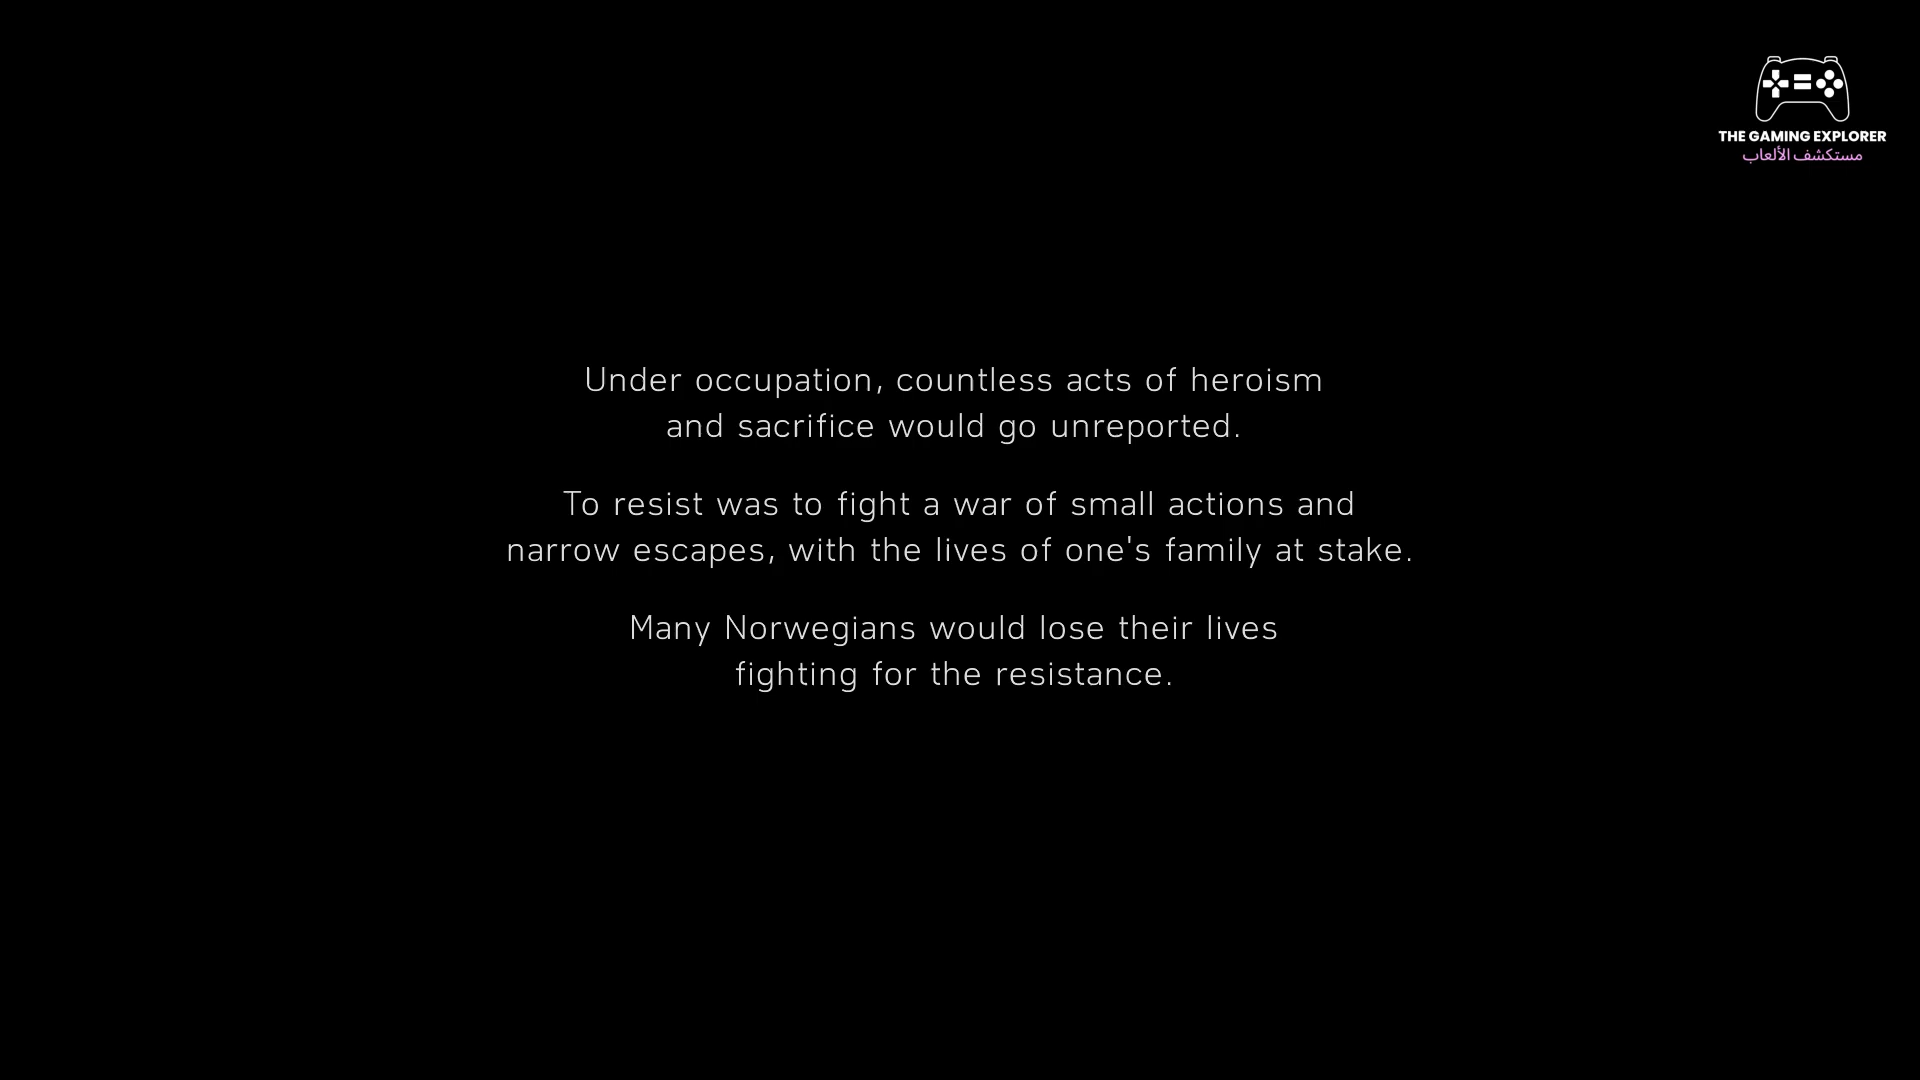 THE GAMING EXPLORER
مستكشف الألعاب
Under occupation, countless acts of heroism
and sacrifice would go unreported.
To resist was to fight a war of small actions and
narrow escapes, with the lives of one's family at stake.
Many Norwegians would lose their lives
fighting for the resistance.